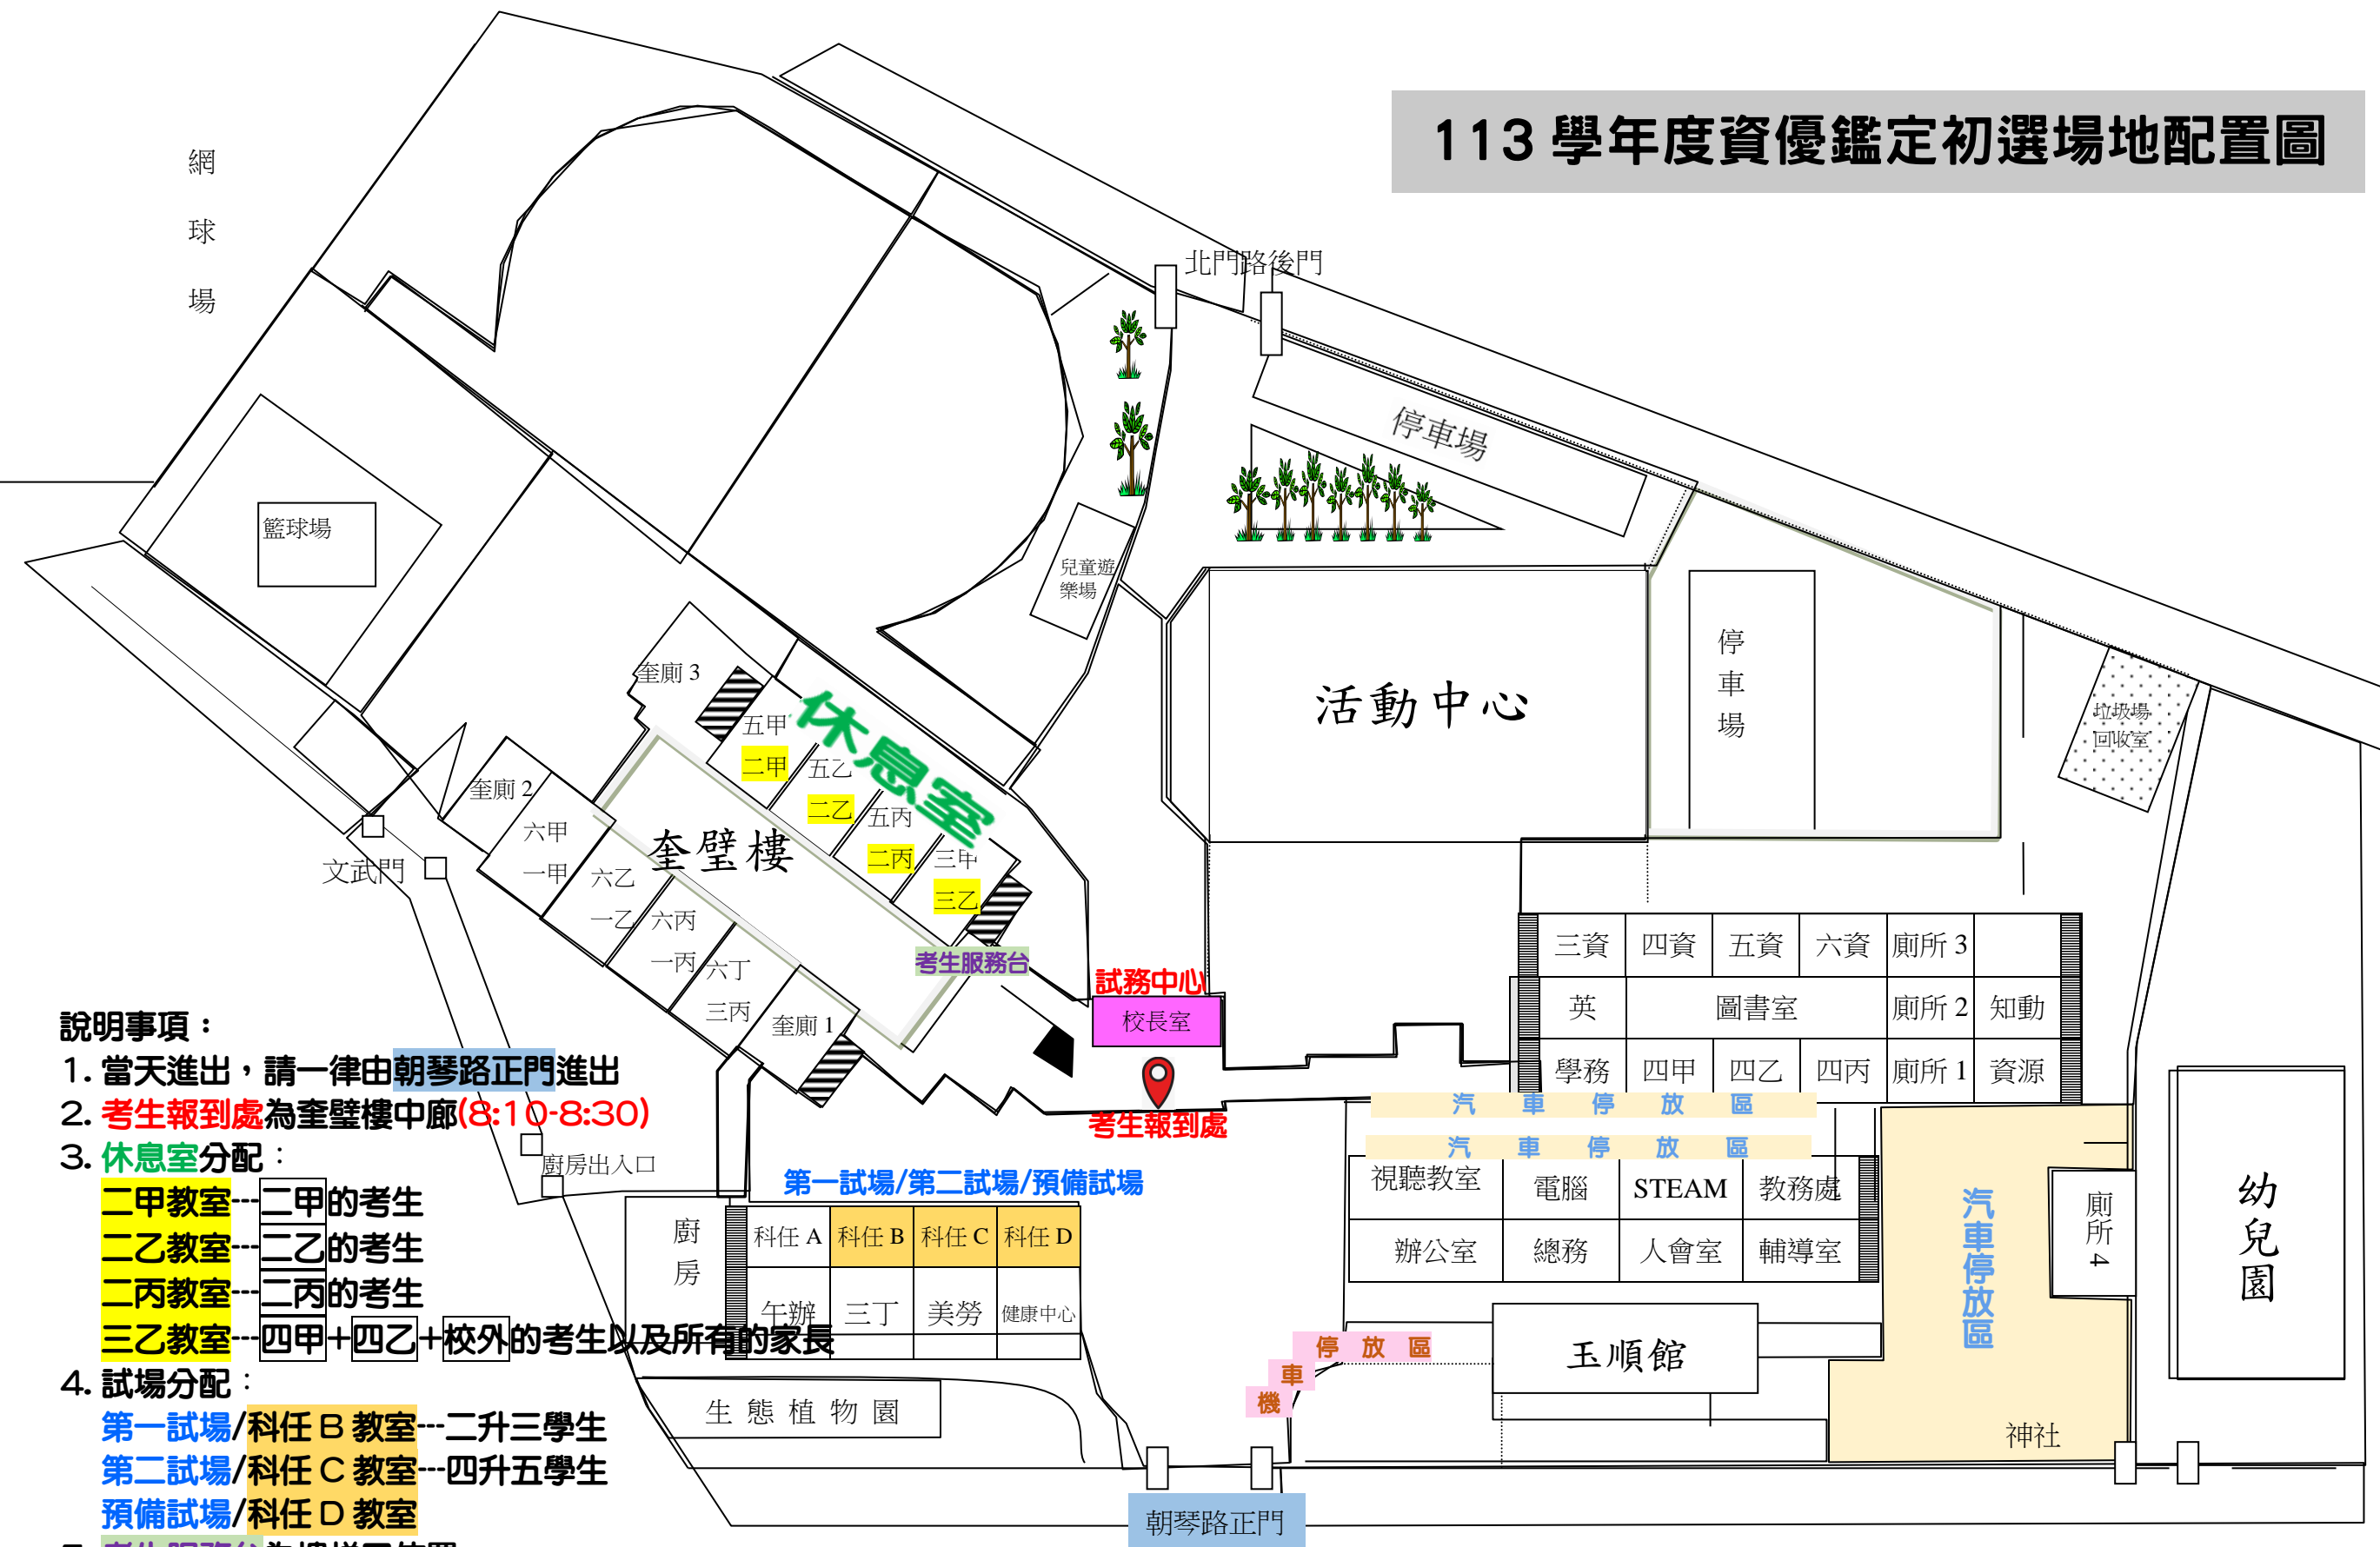 113 學年度資優鑑定初選場地配置圖
網球場
北門路後門
停車場
籃球場
兒童遊
樂場
活動中心
停車場
垃圾場
回收室
奎廁 3
五甲
二甲
五乙
二乙
五丙
二丙
三甲
三乙
休息室
奎璧樓
奎廁 2
六甲
一甲
六乙
一乙
六丙
一丙
六丁
三丙
奎廁 1
文武門
考生服務台
試務中心
校長室
考生報到處
三資 四資 五資 六資 廁所 3
英 圖書室 廁所 2 知動
學務 四甲 四乙 四丙 廁所 1 資源
汽車停放區
汽車停放區
視聽教室 電腦 STEAM 教務處
辦公室 總務 人會室 輔導室
汽車停放區
廁所 4
幼兒園
廚房出入口
第一試場/第二試場/預備試場
廚房
科任 A 科任 B 科任 C 科任 D
午辦 三丁 美勞 健康中心
生態植物園
機車停放區
玉順館
神社
朝琴路正門
說明事項：
1. 當天進出，請一律由朝琴路正門進出
2. 考生報到處為奎璧樓中廊(8:10-8:30)
3. 休息室分配：
二甲教室---二甲的考生
二乙教室---二乙的考生
二丙教室---二丙的考生
三乙教室---四甲+四乙+校外的考生以及所有的家長
4. 試場分配：
第一試場/科任 B 教室---二升三學生
第二試場/科任 C 教室---四升五學生
預備試場/科任 D 教室